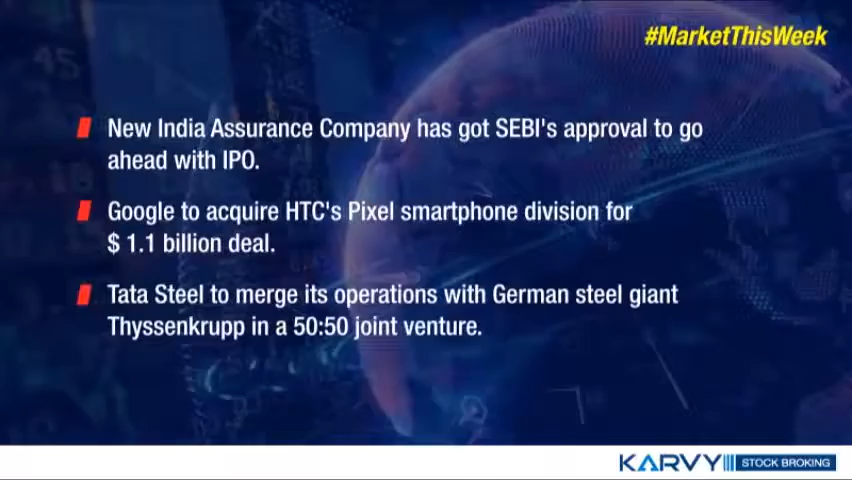 #MarketThisWeek
New India Assurance Company has got SEBI's approval to go
ahead with IPO.
Google to acquire HTC's Pixel smartphone division for
$ 1.1 billion deal.
Tata Steel to merge its operations with German steel giant
Thyssenkrupp in a 50:50 joint venture.
KARVY STOCK BROKING